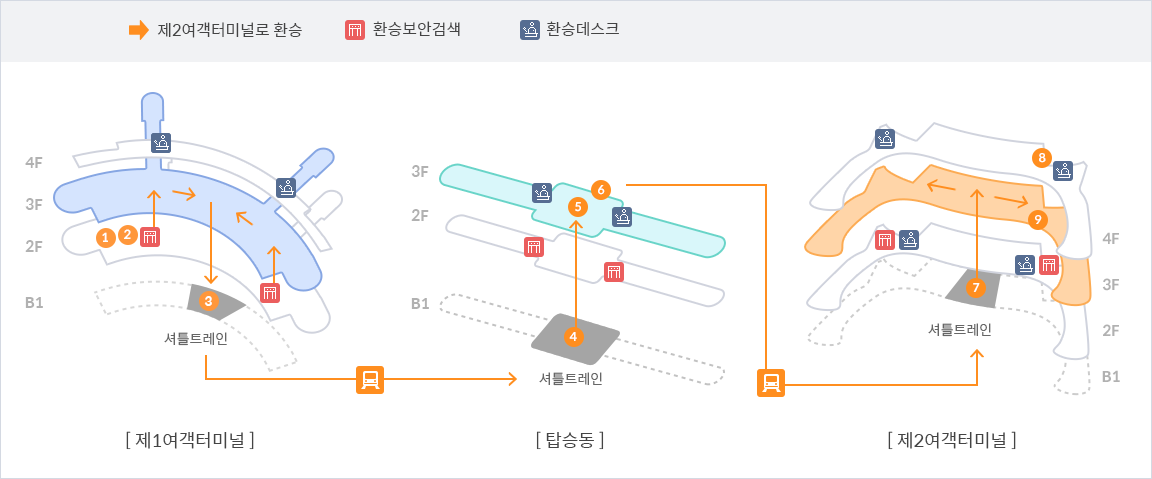 제2여객터미널로 환승
환승보안검색
환승데스크
4F
3F
2F
B1
1
2
3
셔틀트레인
[ 제1여객터미널 ]
3F
2F
B1
5
6
4
셔틀트레인
[ 탑승동 ]
8
9
7
셔틀트레인
4F
3F
2F
B1
[ 제2여객터미널 ]